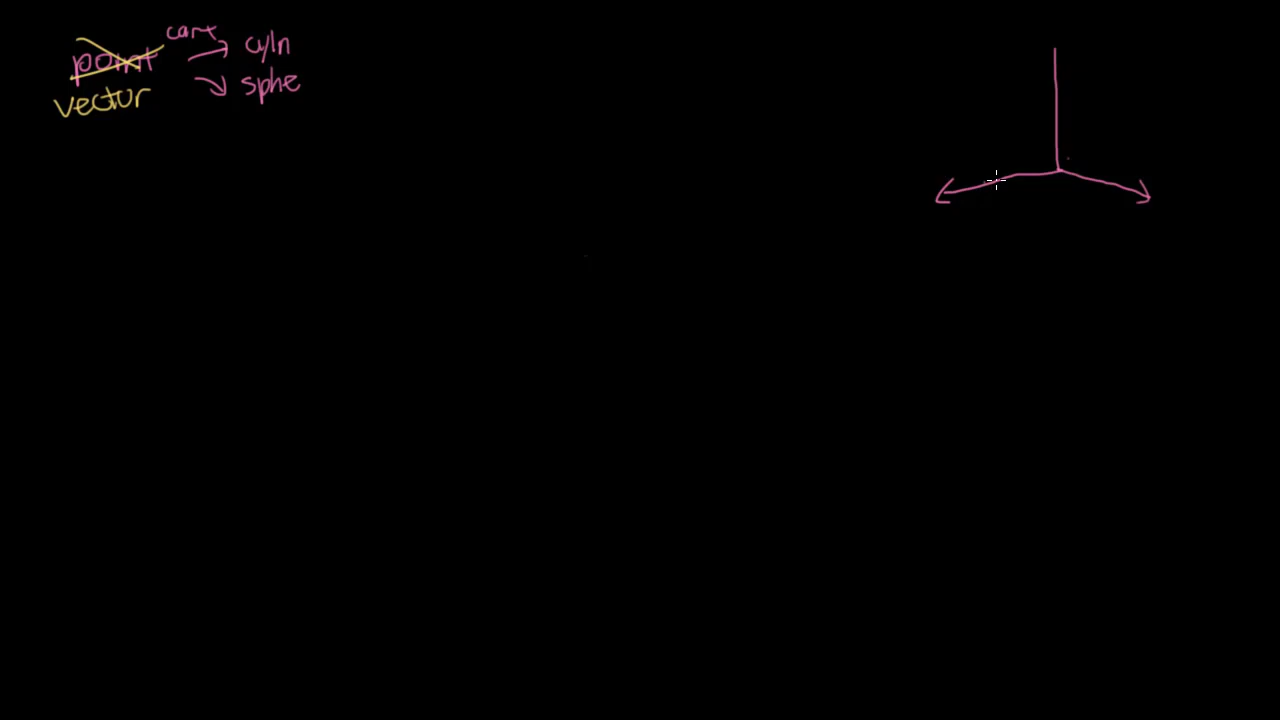 cart
point → cyln
↘ sphe
vector